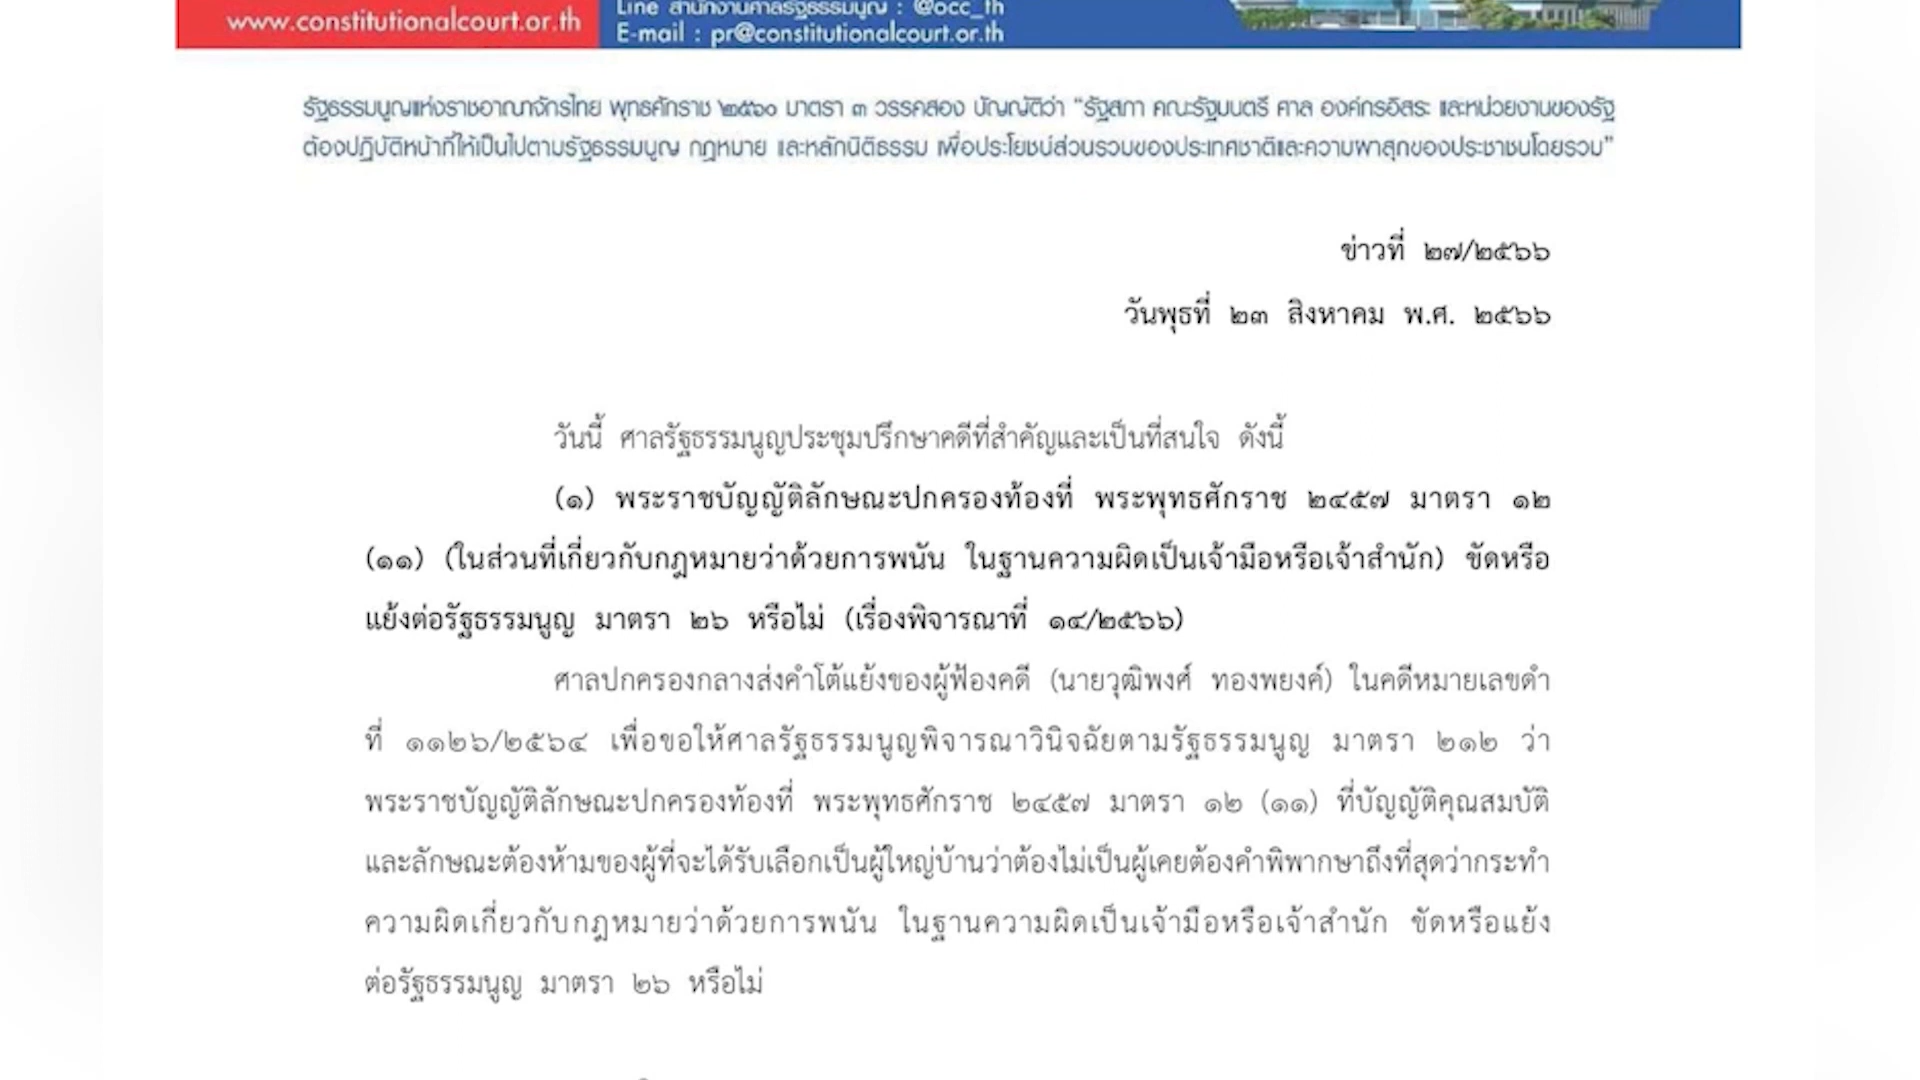 www.constitutionalcourt.or.th
Line สำนักงานศาลรัฐธรรมนูญ : @occ_th
E-mail : pr@constitutionalcourt.or.th
รัฐธรรมนูญแห่งราชอาณาจักรไทย พุทธศักราช ๒๕๖๐ มาตรา ๓ วรรคสอง บัญญัติว่า "รัฐสภา คณะรัฐมนตรี ศาล องค์กรอิสระ และหน่วยงานของรัฐ
ต้องปฏิบัติหน้าที่ให้เป็นไปตามรัฐธรรมนูญ กฎหมาย และหลักนิติธรรม เพื่อประโยชน์ส่วนรวมของประเทศชาติและความผาสุกของประชาชนโดยรวม"
ข่าวที่ ๒๗/๒๕๖๖
วันพุธที่ ๒๓ สิงหาคม พ.ศ. ๒๕๖๖
วันนี้ ศาลรัฐธรรมนูญประชุมปรึกษาคดีที่สำคัญและเป็นที่สนใจ ดังนี้
(๑) พระราชบัญญัติลักษณะปกครองท้องที่ พระพุทธศักราช ๒๔๕๗ มาตรา ๑๒
(๑๑) (ในส่วนที่เกี่ยวกับกฎหมายว่าด้วยการพนัน ในฐานความผิดเป็นเจ้ามือหรือเจ้าสำนัก) ขัดหรือ
แย้งต่อรัฐธรรมนูญ มาตรา ๒๖ หรือไม่ (เรื่องพิจารณาที่ ๑๔/๒๕๖๖)
ศาลปกครองกลางส่งคำโต้แย้งของผู้ฟ้องคดี (นายวุฒิพงศ์ ทองพยงค์) ในคดีหมายเลขดำ
ที่ ๑๑๒๖/๒๕๖๔ เพื่อขอให้ศาลรัฐธรรมนูญพิจารณาวินิจฉัยตามรัฐธรรมนูญ มาตรา ๒๑๒ ว่า
พระราชบัญญัติลักษณะปกครองท้องที่ พระพุทธศักราช ๒๔๕๗ มาตรา ๑๒ (๑๑) ที่บัญญัติคุณสมบัติ
และลักษณะต้องห้ามของผู้ที่จะได้รับเลือกเป็นผู้ใหญ่บ้านว่าต้องไม่เป็นผู้เคยต้องคำพิพากษาถึงที่สุดว่ากระทำ
ความผิดเกี่ยวกับกฎหมายว่าด้วยการพนัน ในฐานความผิดเป็นเจ้ามือหรือเจ้าสำนัก ขัดหรือแย้ง
ต่อรัฐธรรมนูญ มาตรา ๒๖ หรือไม่